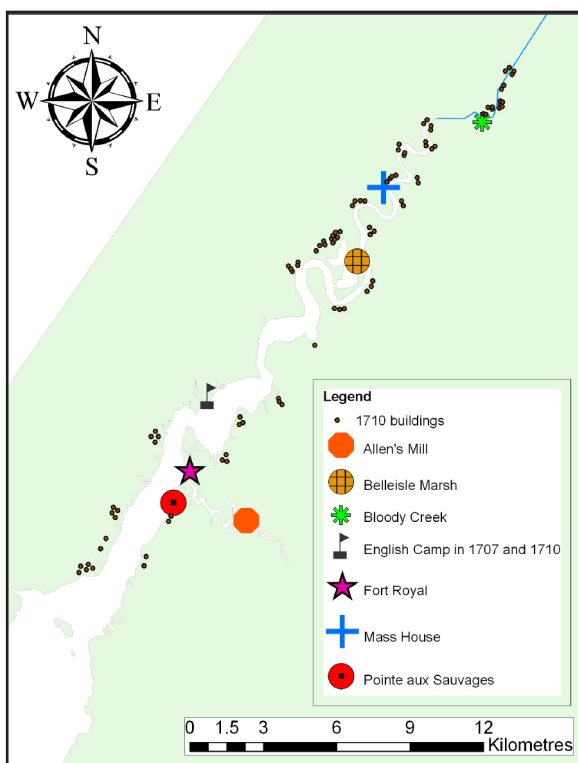 N
W E
S
Legend
1710 buildings
Allen's Mill
Belleisle Marsh
Bloody Creek
English Camp in 1707 and 1710
Fort Royal
Mass House
Pointe aux Sauvages
0 1.5 3 6 9 12
Kilometres